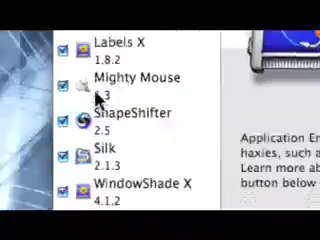 Labels X
1.8.2
Mighty Mouse
ShapeShifter
2.5
Silk
2.1.3
WindowShade X
4.1.2
Application En
haxies, such a
Learn more ab
button below